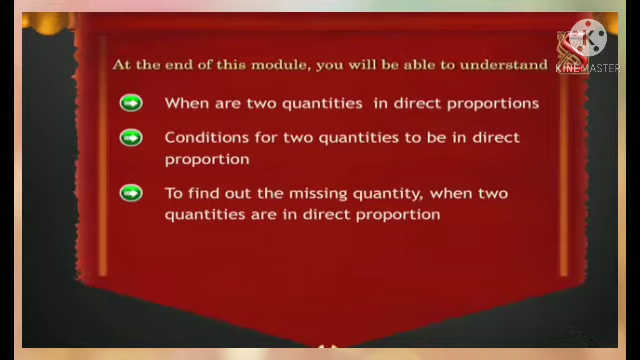 At the end of this module, you will be able to understand
KINEMASTER
When are two quantities in direct proportions
Conditions for two quantities to be in direct
proportion
To find out the missing quantity, when two
quantities are in direct proportion